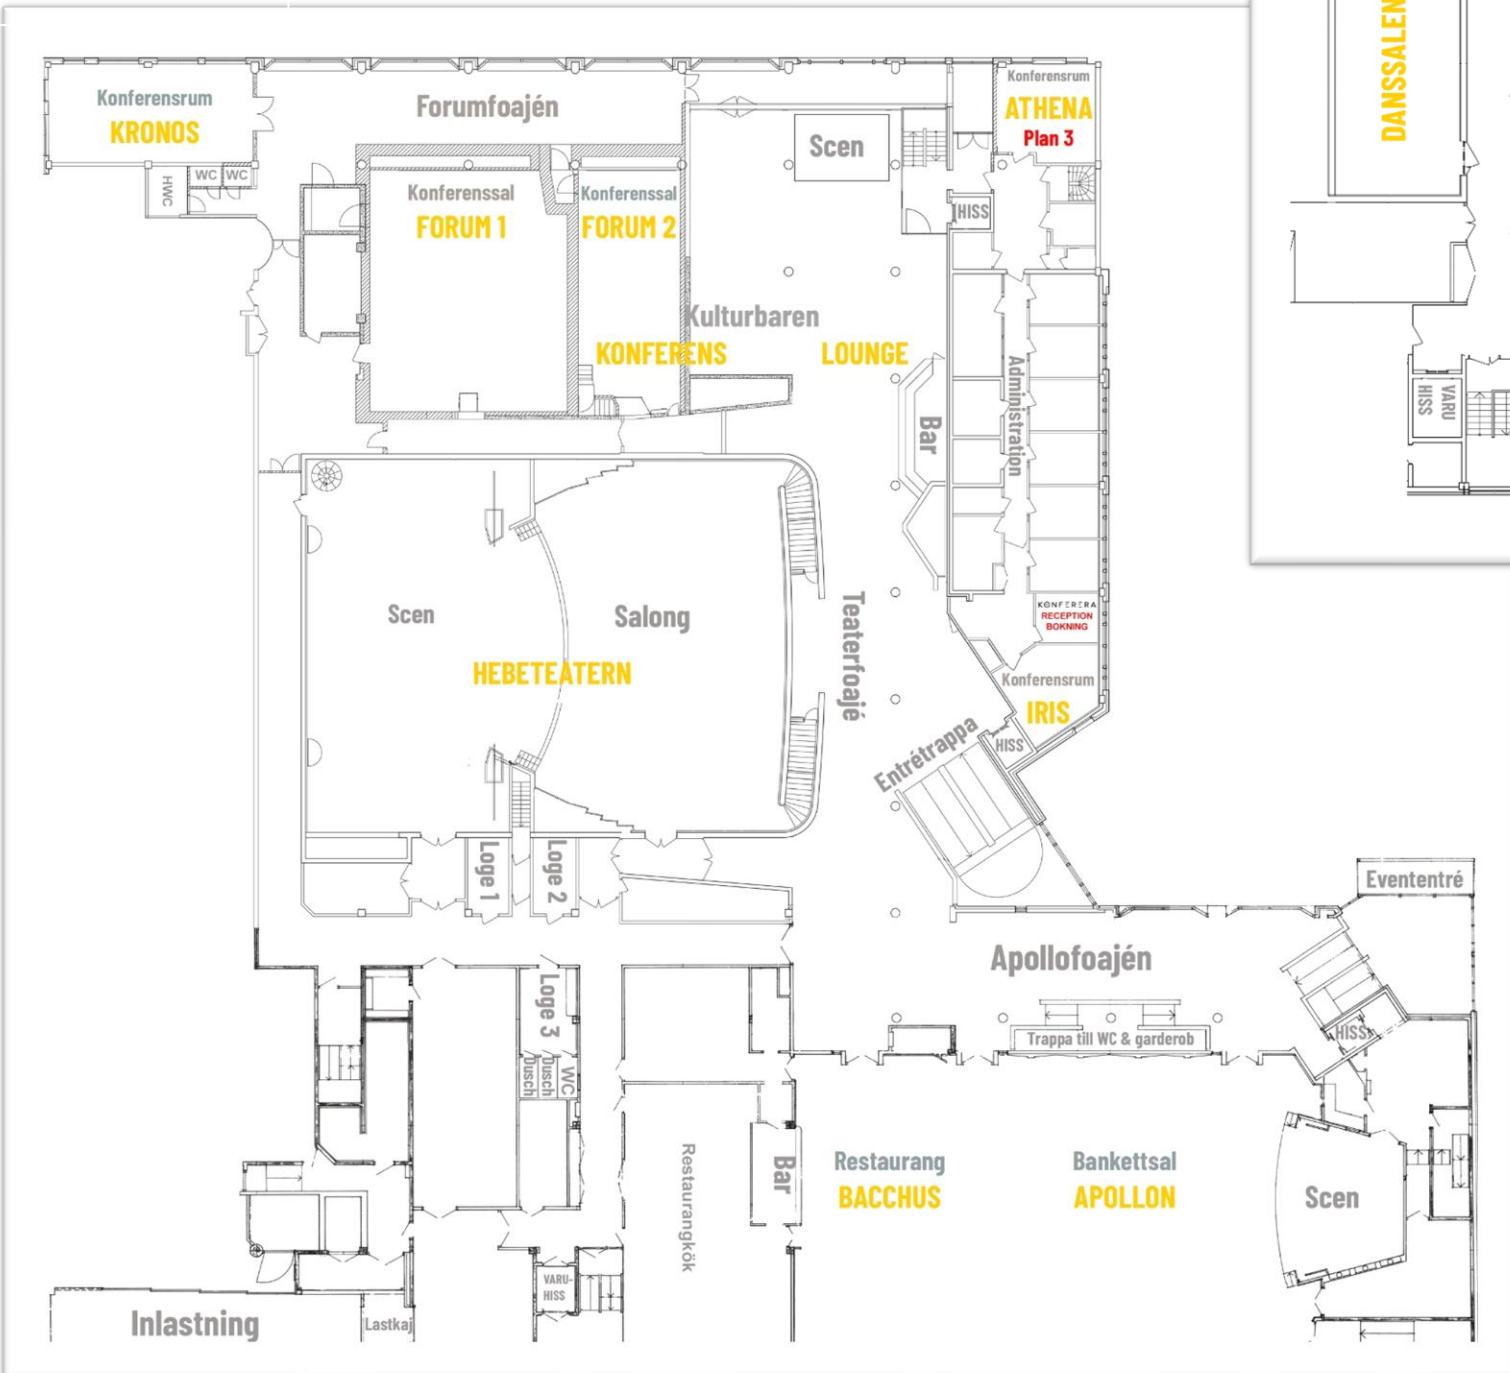 Konferensrum
KRONOS
WC
WC
HWC
Forumfoajén
Konferenssal
FORUM 1
Konferenssal
FORUM 2
Scen
Konferensrum
ATHENA
Plan 3
HISS
DANSSALEN
VARU
HISS
Kulturbaren
KONFERENS
LOUNGE
Bar
Administration
Scen
Salong
HEBETEATERN
Teaterfoajé
KONFERERA
RECEPTION
BOKNING
Konferensrum
IRIS
HISS
Entrétrappa
Loge 1
Loge 2
Evententré
Apollofoajén
Loge 3
Dusch
Dusch
WC
HISS
Trappa till WC & garderob
Restaurangkök
Bar
Restaurang
BACCHUS
Bankettsal
APOLLON
Scen
VARU-
HISS
Inlastning
Lastkaj